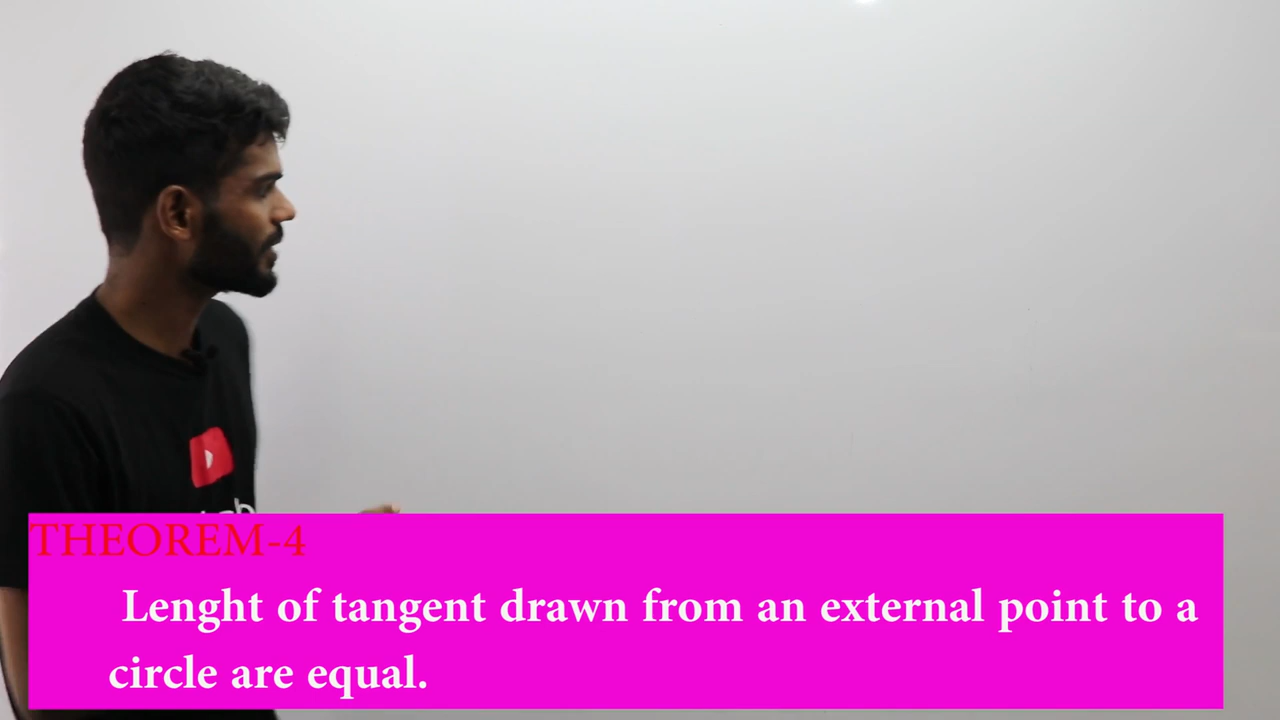 THEOREM-4
Lenght of tangent drawn from an external point to a
circle are equal.